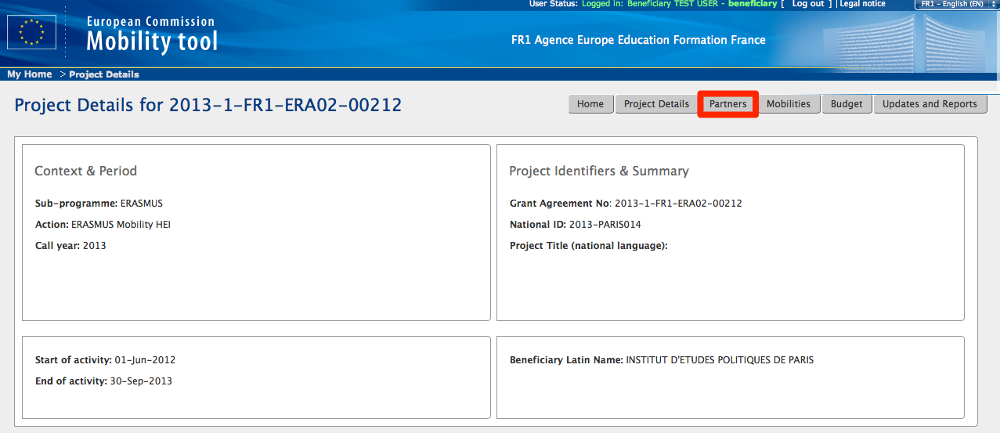 User Status: Logged in: Beneficiary TEST USER - beneficiary [ Log out ] | Legal notice
FR1 - English (EN)
European Commission
Mobility tool
FR1 Agence Europe Education Formation France
My Home > Project Details
Project Details for 2013-1-FR1-ERA02-00212
Home Project Details Partners Mobilities Budget Updates and Reports
Context & Period
Sub-programme: ERASMUS
Action: ERASMUS Mobility HEI
Call year: 2013
Project Identifiers & Summary
Grant Agreement No: 2013-1-FR1-ERA02-00212
National ID: 2013-PARIS014
Project Title (national language):
Start of activity: 01-Jun-2012
End of activity: 30-Sep-2013
Beneficiary Latin Name: INSTITUT D'ETUDES POLITIQUES DE PARIS